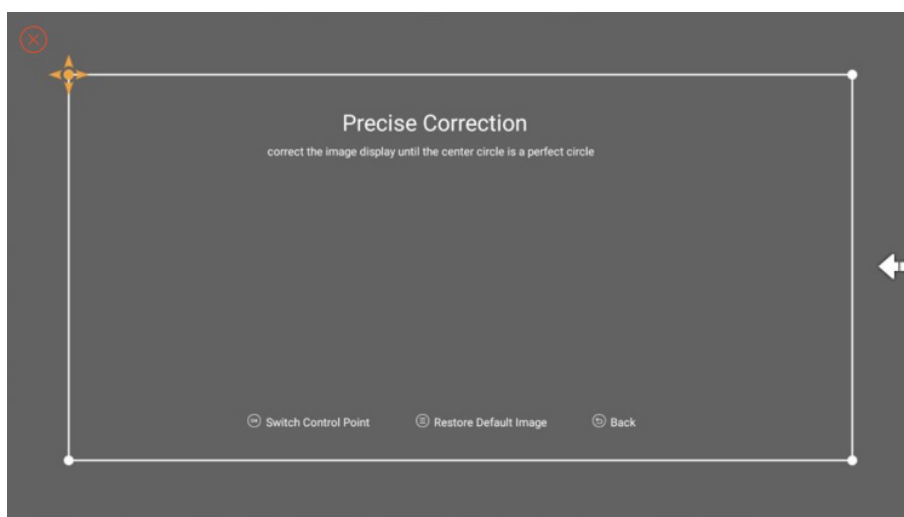 Precise Correction
correct the image display until the center circle is a perfect circle
Switch Control Point Restore Default Image Back